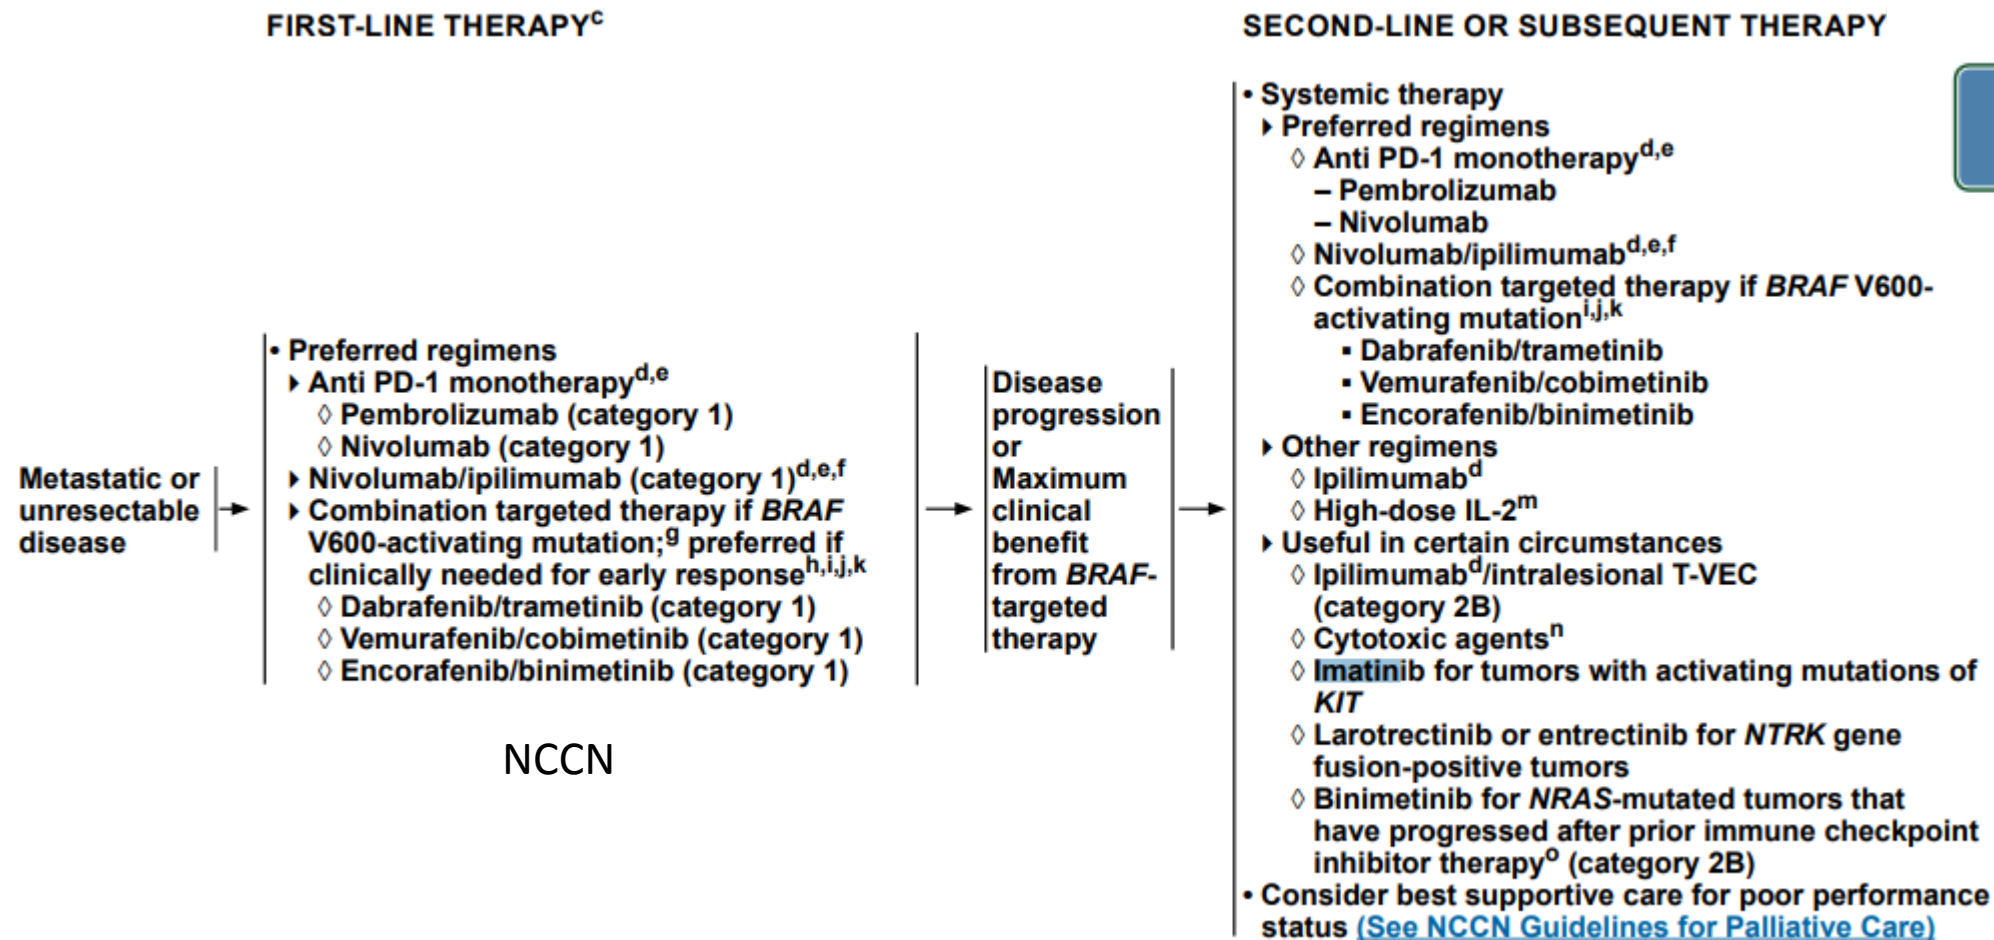 FIRST-LINE THERAPYc
SECOND-LINE OR SUBSEQUENT THERAPY
Metastatic or
unresectable
disease
• Preferred regimens
▸ Anti PD-1 monotherapyd,e
◊ Pembrolizumab (category 1)
◊ Nivolumab (category 1)
▸ Nivolumab/ipilimumab (category 1)d,e,f
▸ Combination targeted therapy if BRAF
V600-activating mutation;g preferred if
clinically needed for early responseh,i,j,k
◊ Dabrafenib/trametinib (category 1)
◊ Vemurafenib/cobimetinib (category 1)
◊ Encorafenib/binimetinib (category 1)
NCCN
Disease
progression
or
Maximum
clinical
benefit
from BRAF-
targeted
therapy
• Systemic therapy
▸ Preferred regimens
◊ Anti PD-1 monotherapyd,e
– Pembrolizumab
– Nivolumab
◊ Nivolumab/ipilimumabd,e,f
◊ Combination targeted therapy if BRAF V600-
activating mutationi,j,k
▪ Dabrafenib/trametinib
▪ Vemurafenib/cobimetinib
▪ Encorafenib/binimetinib
▸ Other regimens
◊ Ipilimumabd
◊ High-dose IL-2m
▸ Useful in certain circumstances
◊ Ipilimumabd/intralesional T-VEC
(category 2B)
◊ Cytotoxic agentsn
◊ Imatinib for tumors with activating mutations of
KIT
◊ Larotrectinib or entrectinib for NTRK gene
fusion-positive tumors
◊ Binimetinib for NRAS-mutated tumors that
have progressed after prior immune checkpoint
inhibitor therapyo (category 2B)
• Consider best supportive care for poor performance
status (See NCCN Guidelines for Palliative Care)